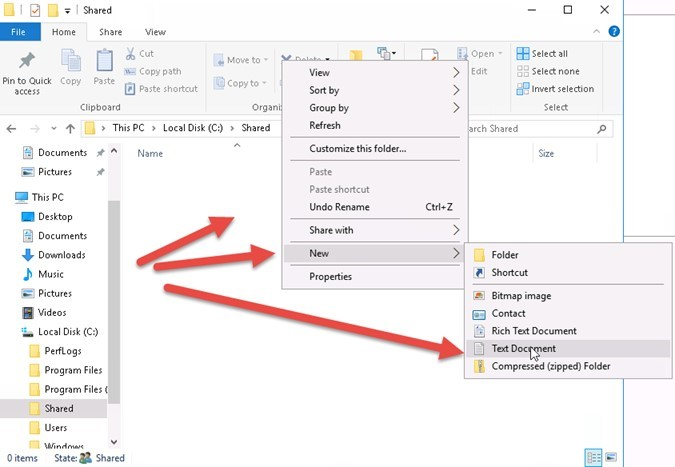 Shared
File Home Share View
Pin to Quick access
Copy
Paste
Cut
Copy path
Paste shortcut
Clipboard
Move to
Copy to
Delete
Organi
Open
Edit
Select all
Select none
Invert selection
Select
This PC > Local Disk (C:) > Shared
earch Shared
Name
Size
Documents
Pictures
This PC
Desktop
Documents
Downloads
Music
Pictures
Videos
Local Disk (C:)
PerfLogs
Program Files
Program Files (
Shared
Users
Windows
View
Sort by
Group by
Refresh
Customize this folder...
Paste
Paste shortcut
Undo Rename Ctrl+Z
Share with
New
Properties
Folder
Shortcut
Bitmap image
Contact
Rich Text Document
Text Document
Compressed (zipped) Folder
0 items State: Shared